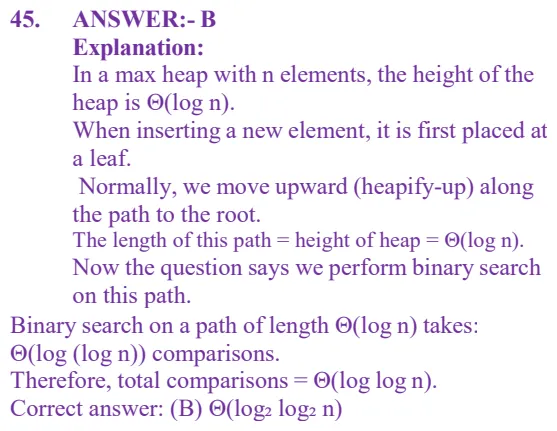 45. ANSWER:- B
Explanation:
In a max heap with n elements, the height of the
heap is Θ(log n).
When inserting a new element, it is first placed at
a leaf.
Normally, we move upward (heapify-up) along
the path to the root.
The length of this path = height of heap = Θ(log n).
Now the question says we perform binary search
on this path.
Binary search on a path of length Θ(log n) takes:
Θ(log (log n)) comparisons.
Therefore, total comparisons = Θ(log log n).
Correct answer: (B) Θ(log₂ log₂ n)